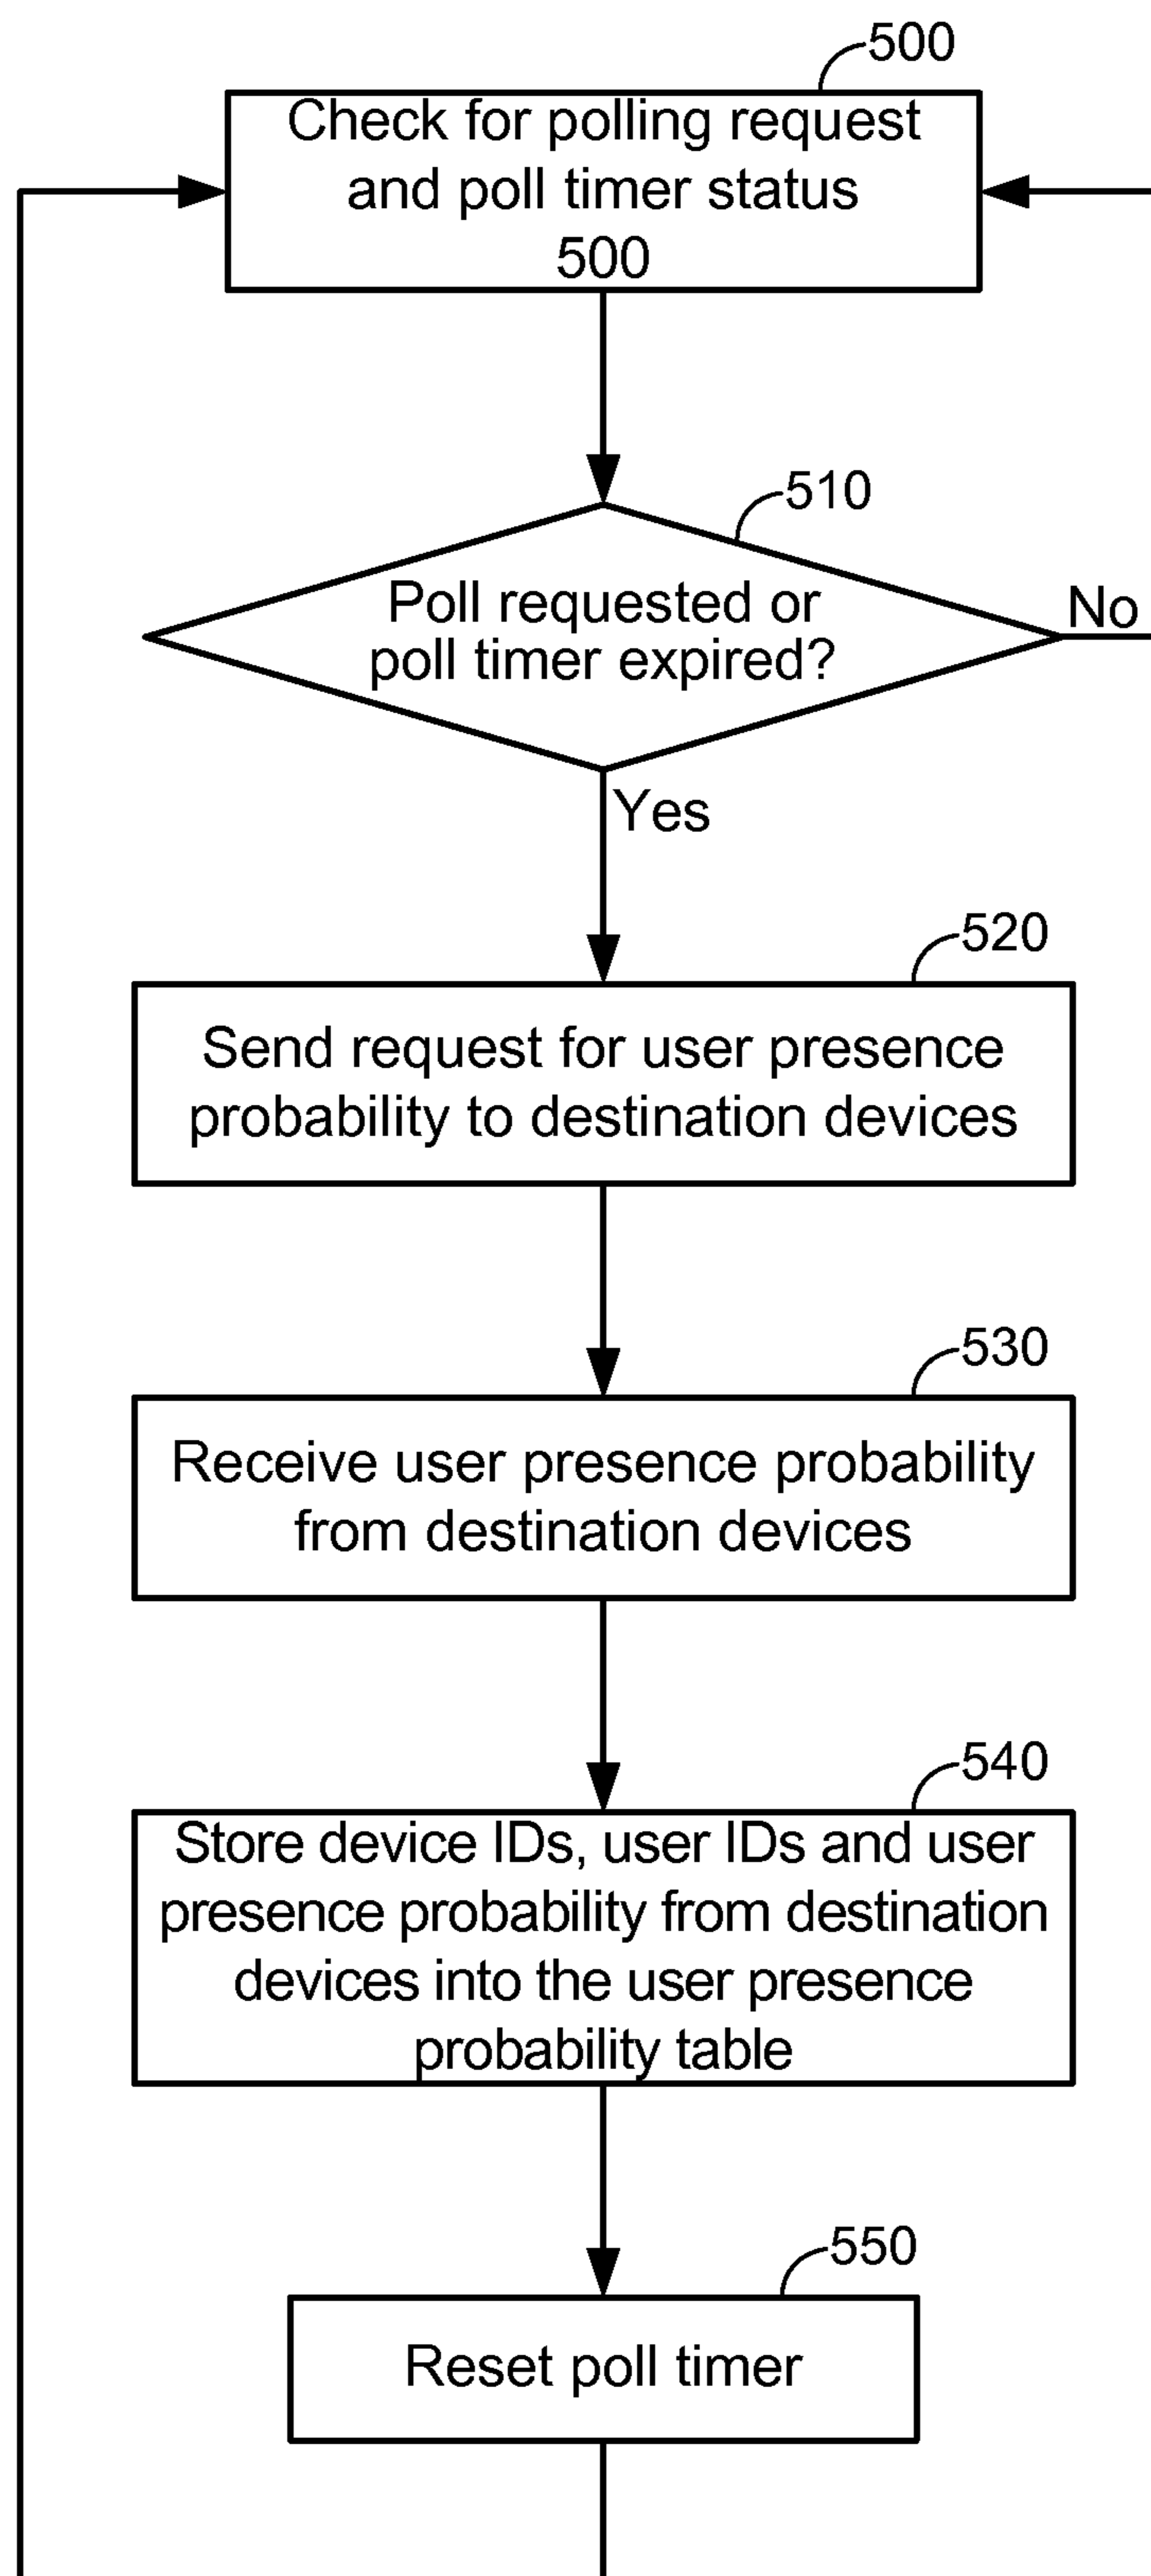 500
Check for polling request
and poll timer status
500
510
Poll requested or
poll timer expired?
No
Yes
520
Send request for user presence
probability to destination devices
530
Receive user presence probability
from destination devices
540
Store device IDs, user IDs and user
presence probability from destination
devices into the user presence
probability table
550
Reset poll timer